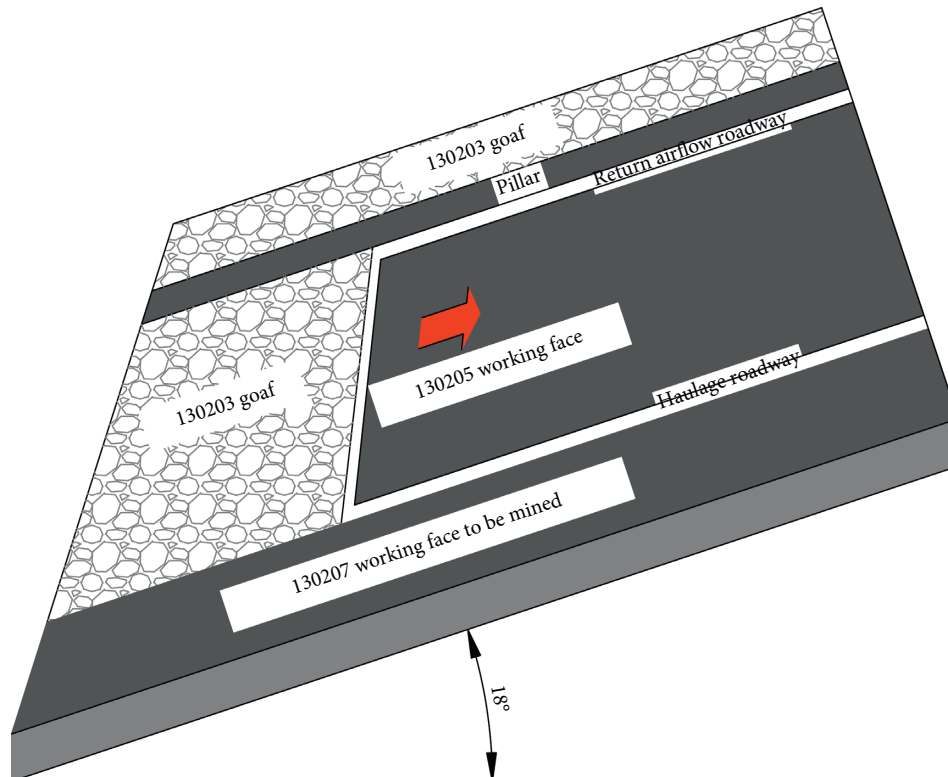 130203 goaf
Pillar
Return airflow roadway
130205 working face
Haulage roadway
130203 goaf
130207 working face to be mined
18°